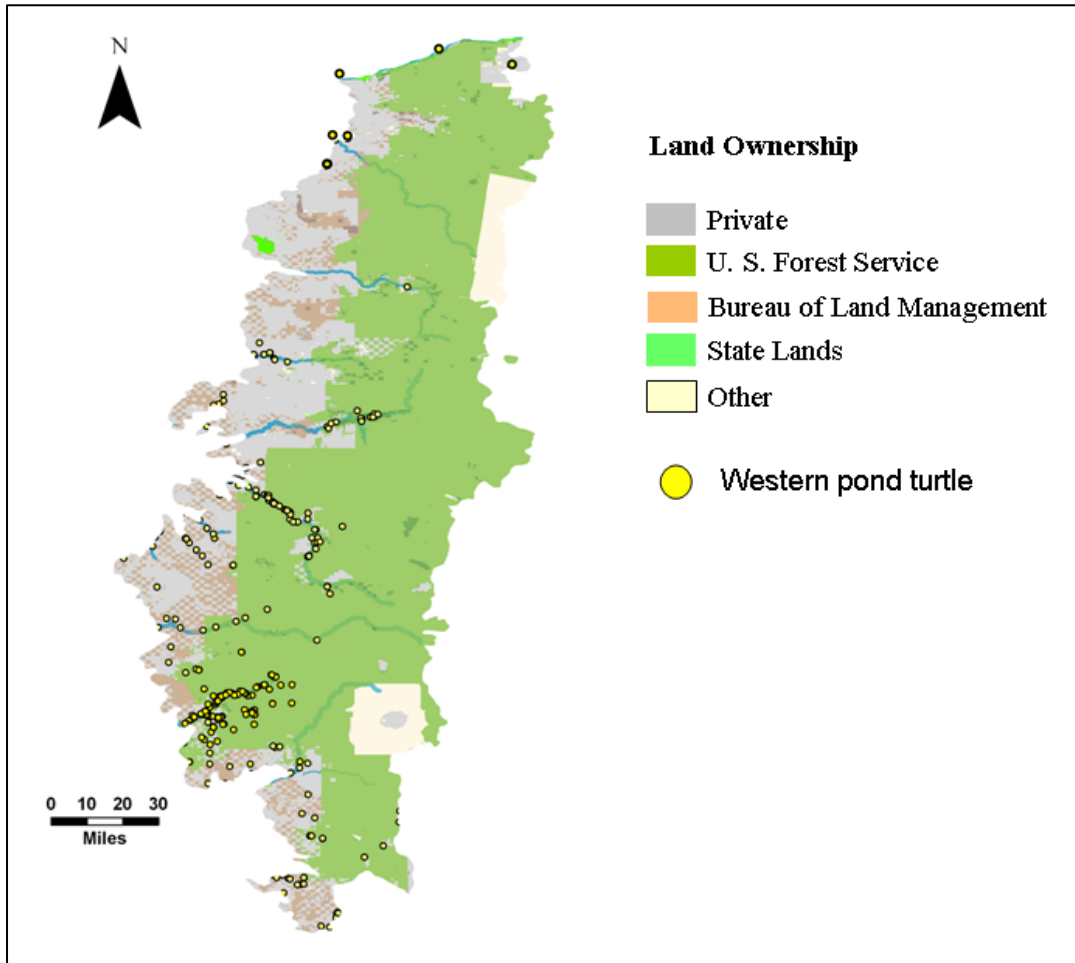 N
Land Ownership
Private
U. S. Forest Service
Bureau of Land Management
State Lands
Other
Western pond turtle
0 10 20 30
Miles